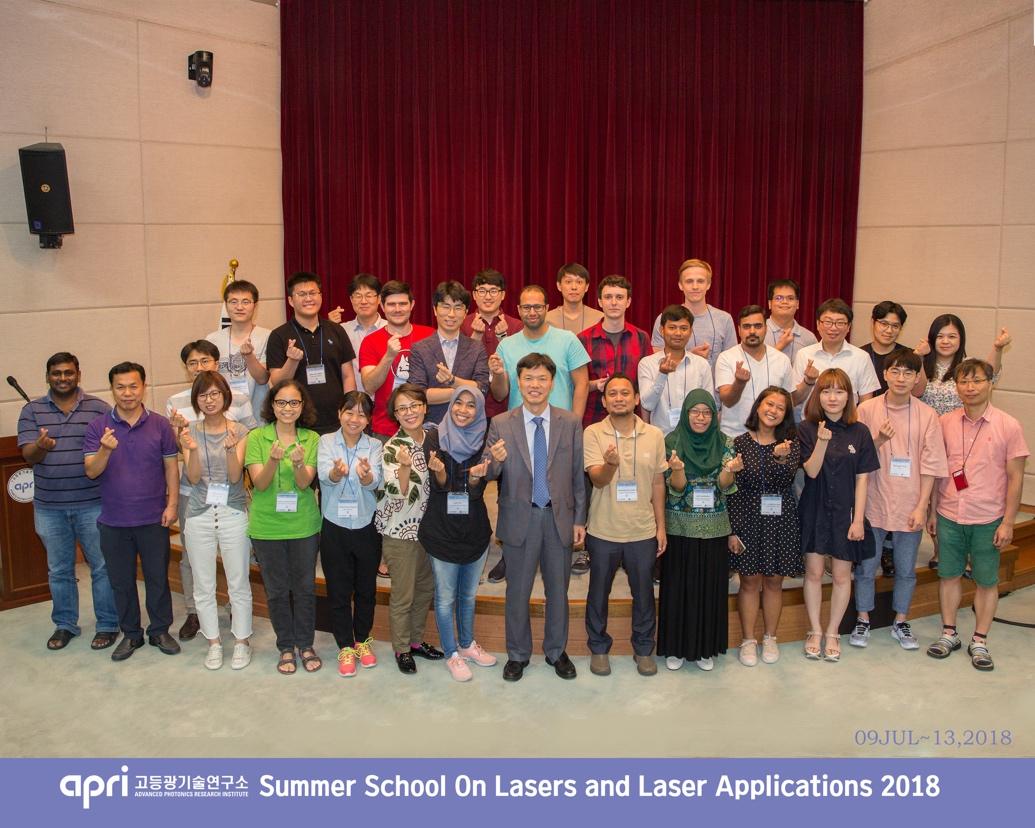 apri
09JUL~13,2018
apri 고등광기술연구소 Summer School On Lasers and Laser Applications 2018
ADVANCED PHOTONICS RESEARCH INSTITUTE